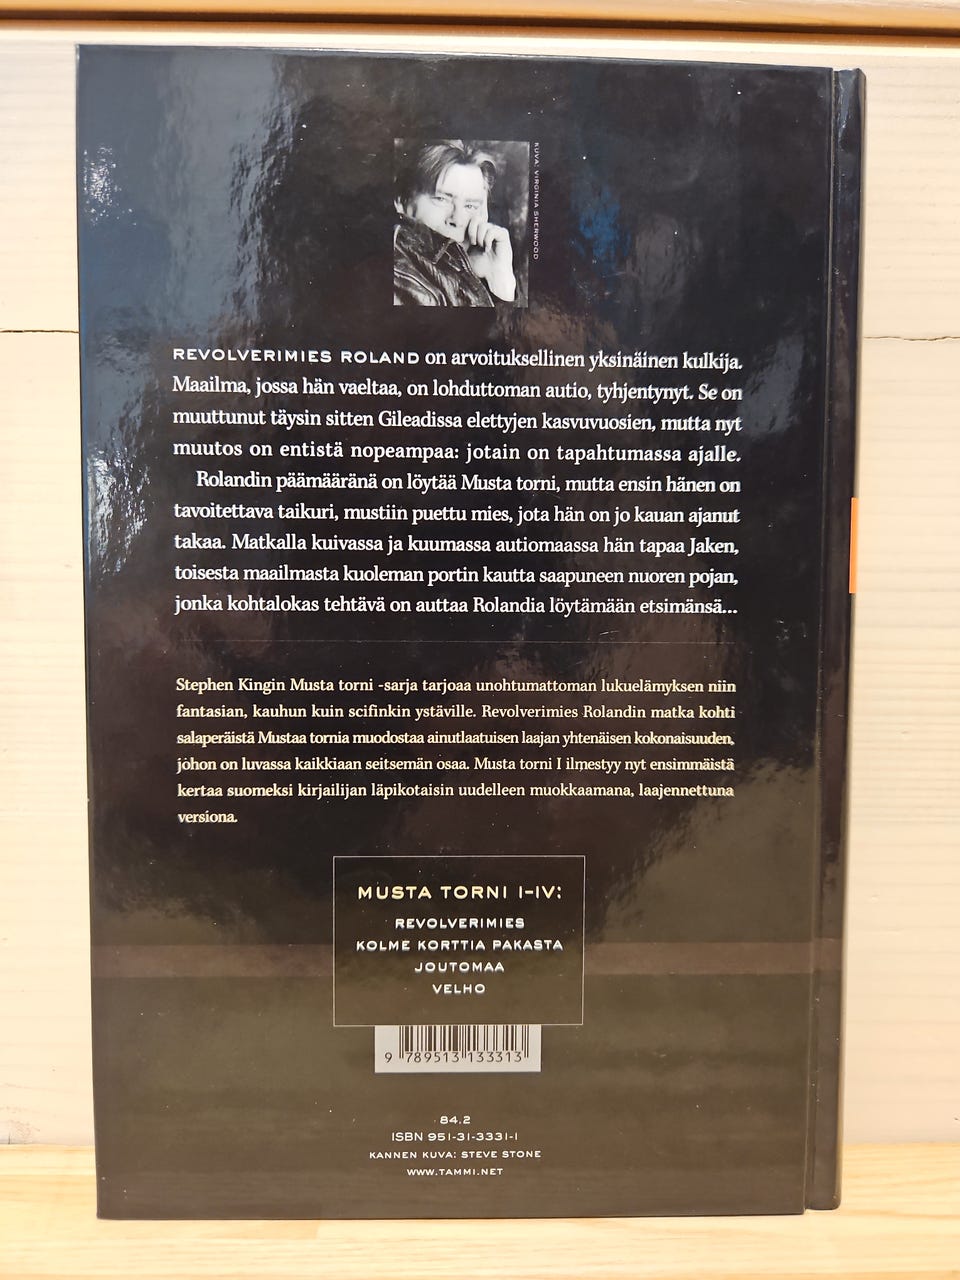 KUVA: VIRGINIA SHERWOOD
REVOLVERIMIES ROLAND on arvoituksellinen yksinäinen kulkija.
Maailma, jossa hän vaeltaa, on lohduttoman autio, tyhjentynyt. Se on
muuttunut täysin sitten Gileadissa elettyjen kasvuvuosien, mutta nyt
muutos on entistä nopeampaa: jotain on tapahtumassa ajalle.
Rolandin päämääränä on löytää Musta torni, mutta ensin hänen on
tavoitettava taikuri, mustiin puettu mies, jota hän on jo kauan ajanut
takaa. Matkalla kuivassa ja kuumassa autiomaassa hän tapaa Jaken,
toisesta maailmasta kuoleman portin kautta saapuneen nuoren pojan,
jonka kohtalokas tehtävä on auttaa Rolandia löytämään etsimänsä...
Stephen Kingin Musta torni -sarja tarjoaa unohtumattoman lukuelämyksen niin
fantasian, kauhun kuin scifinkin ystäville. Revolverimies Rolandin matka kohti
salaperäistä Mustaa tornia muodostaa ainutlaatuisen laajan yhtenäisen kokonaisuuden,
johon on luvassa kaikkiaan seitsemän osaa. Musta torni I ilmestyy nyt ensimmäistä
kertaa suomeksi kirjailijan läpikotaisin uudelleen muokkaamana, laajennettuna
versiona.
MUSTA TORNI I-IV:
REVOLVERIMIES
KOLME KORTTIA PAKASTA
JOUTOMAA
VELHO
9 789513 133313
84.2
ISBN 951-31-3331-1
KANNEN KUVA: STEVE STONE
WWW.TAMMI.NET